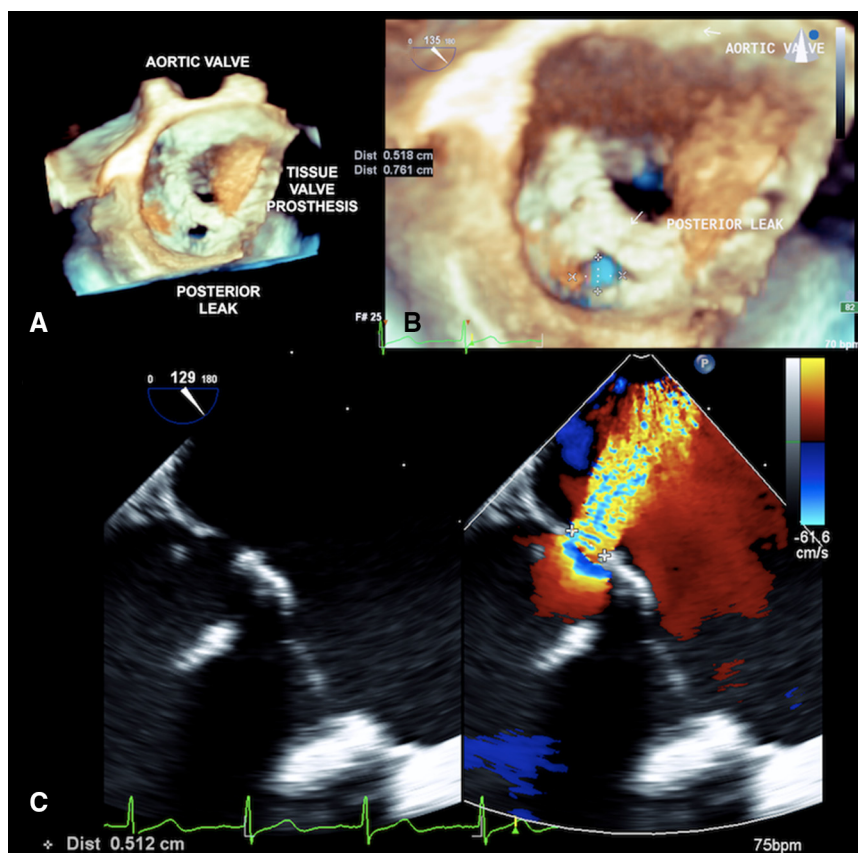 AORTIC VALVE
TISSUE
VALVE
PROSTHESIS
POSTERIOR
LEAK
A
0 135 180
AORTIC VALVE
Dist 0.518 cm
Dist 0.761 cm
POSTERIOR LEAK
F# 25
B
82
70 bpm
0 129 180
P
-61.6
cm/s
C
Dist 0.512 cm
75bpm